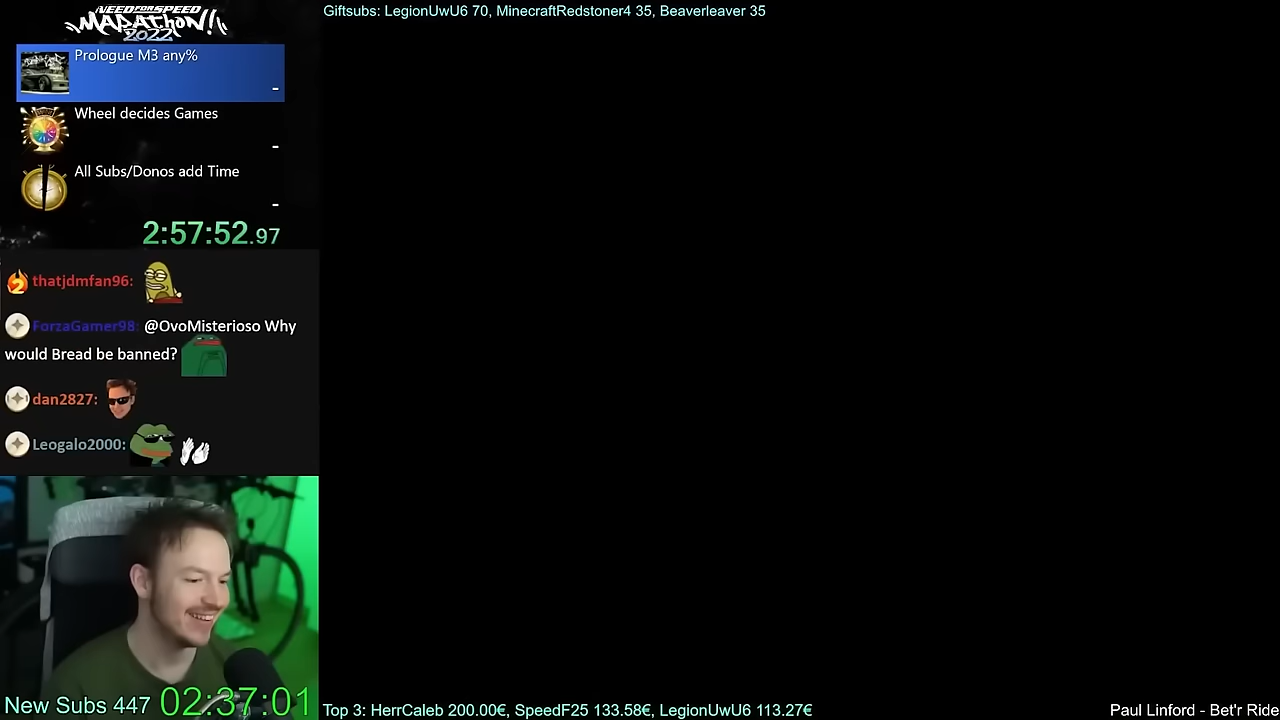 NEED FOR SPEED
MARATHON!!
2022
Prologue M3 any%
-
Wheel decides Games
-
All Subs/Donos add Time
-
2:57:52.97
thatjdmfan96:
ForzaGamer98: @OvoMisterioso Why
would Bread be banned?
dan2827:
Leogalo2000:
New Subs 447 02:37:01
Giftsubs: LegionUwU6 70, MinecraftRedstoner4 35, Beaverleaver 35
Top 3: HerrCaleb 200.00€, SpeedF25 133.58€, LegionUwU6 113.27€
Paul Linford - Bet'r Ride